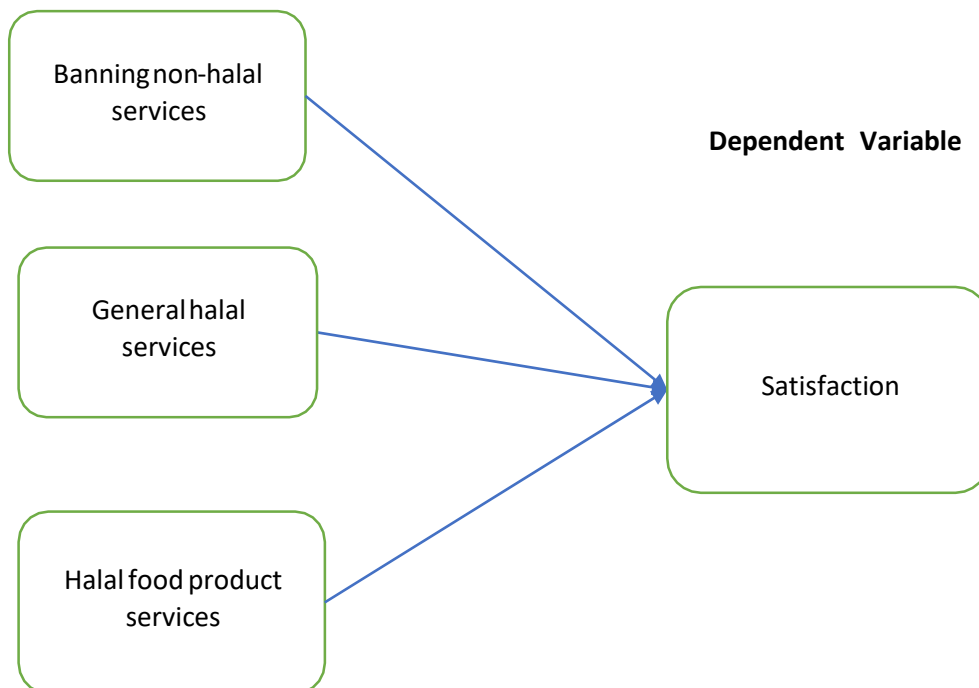 Banning non-halal
services
Dependent Variable
General halal
services
Satisfaction
Halal food product
services